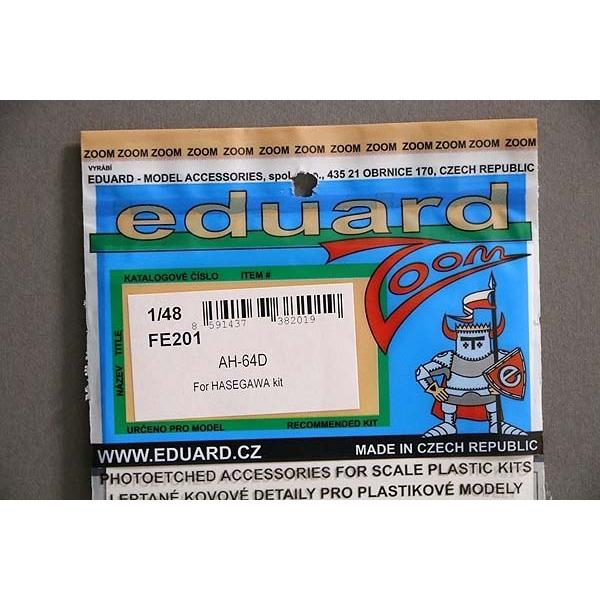 ZOOM ZOOM ZOOM ZOOM ZOOM ZOOM ZOOM ZOOM ZOOM ZOOM ZOOM ZOOM ZOOM
VYRÁBÍ
EDUARD - MODEL ACCESSORIES, spol. , 435 21 OBRNICE 170, CZECH REPUBLIC
eduard
Zoom
KATALOGOVÉ ČÍSLO ITEM #
1/48
8 591437 382019
FE201
AH-64D
For HASEGAWA kit
NÁZEV TITLE
URČENO PRO MODEL RECOMMENDED KIT
e
WWW.EDUARD.CZ MADE IN CZECH REPUBLIC
PHOTOETCHED ACCESSORIES FOR SCALE PLASTIC KITS
LEPTANÉ KOVOVÉ DETAILY PRO PLASTIKOVÉ MODELY